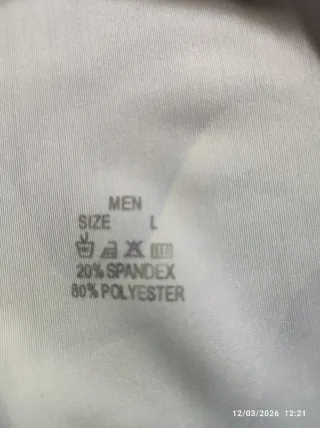 MEN
SIZE L
20% SPANDEX
80% POLYESTER
12/03/2026 12:21